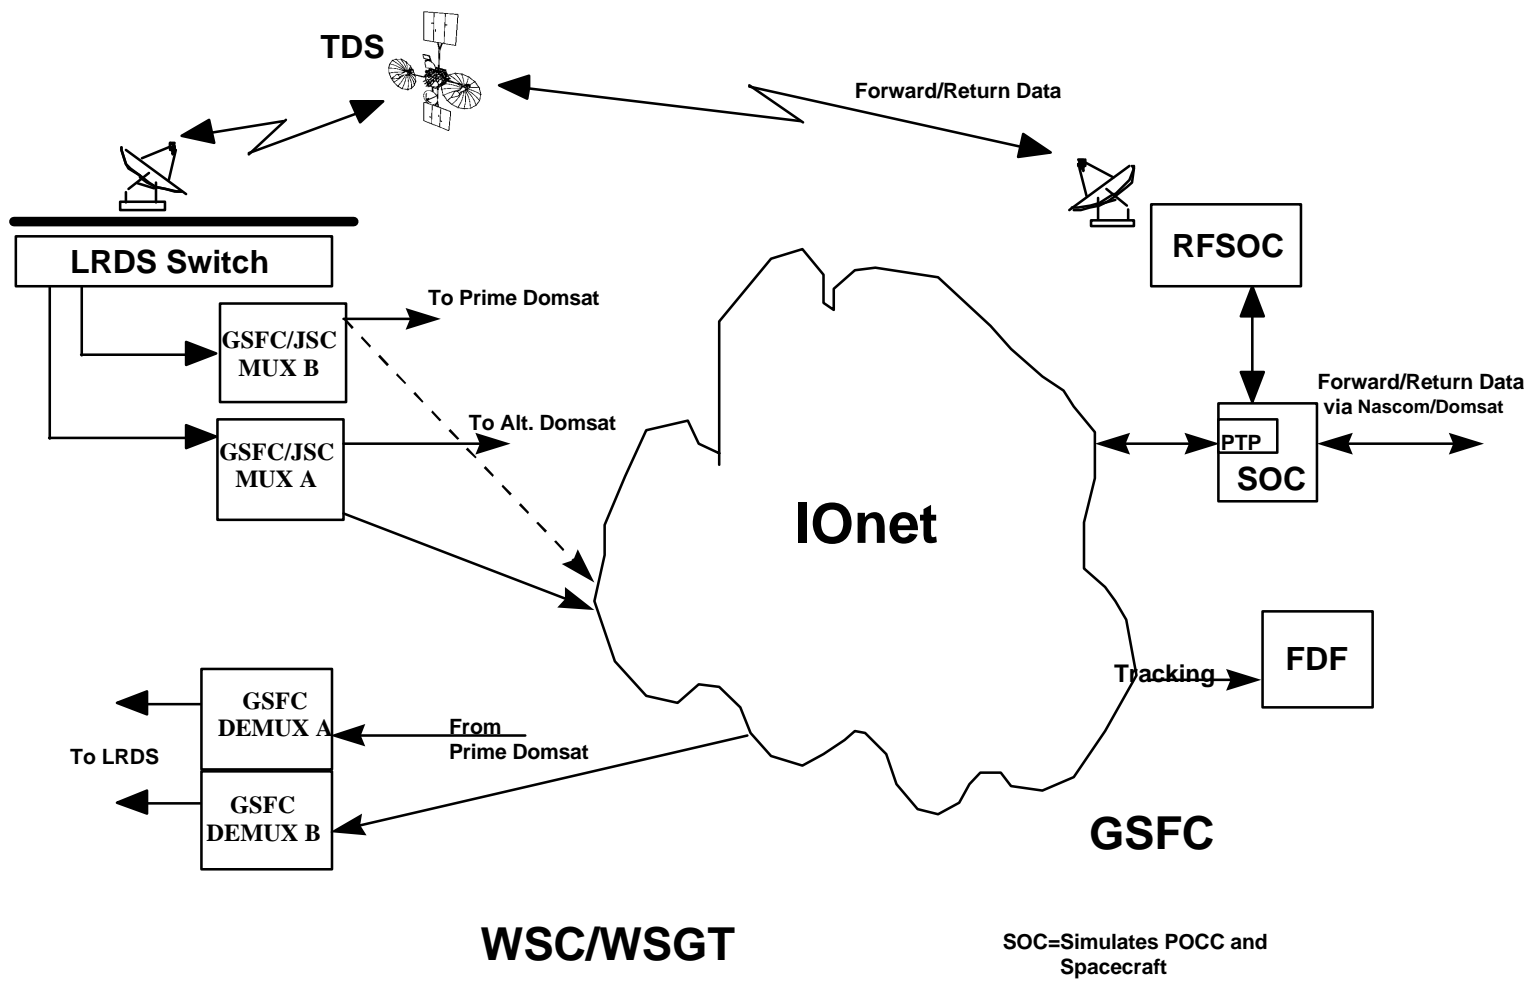 TDS
Forward/Return Data
LRDS Switch
RFSOC
To Prime Domsat
GSFC/JSC
MUX B
Forward/Return Data
via Nascom/Domsat
To Alt. Domsat
GSFC/JSC
MUX A
PTP
SOC
IOnet
Tracking
FDF
GSFC
DEMUX A
From
Prime Domsat
To LRDS
GSFC
DEMUX B
GSFC
WSC/WSGT
SOC=Simulates POCC and
Spacecraft